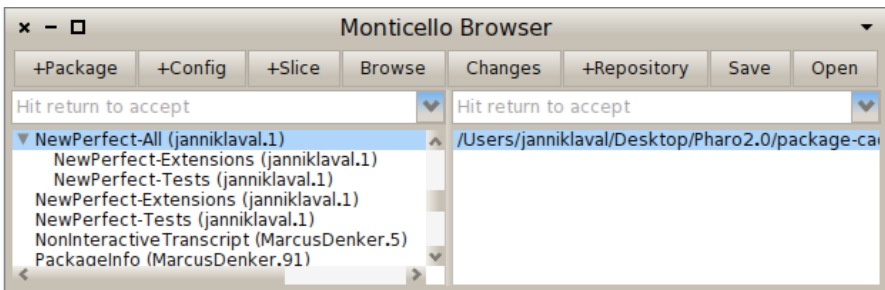 Monticello Browser
+Package +Config +Slice Browse Changes +Repository Save Open
Hit return to accept Hit return to accept
NewPerfect-All (janniklaval.1) /Users/janniklaval/Desktop/Pharo2.0/package-ca
NewPerfect-Extensions (janniklaval.1)
NewPerfect-Tests (janniklaval.1)
NewPerfect-Extensions (janniklaval.1)
NewPerfect-Tests (janniklaval.1)
NonInteractiveTranscript (MarcusDenker.5)
PackageInfo (MarcusDenker.91)